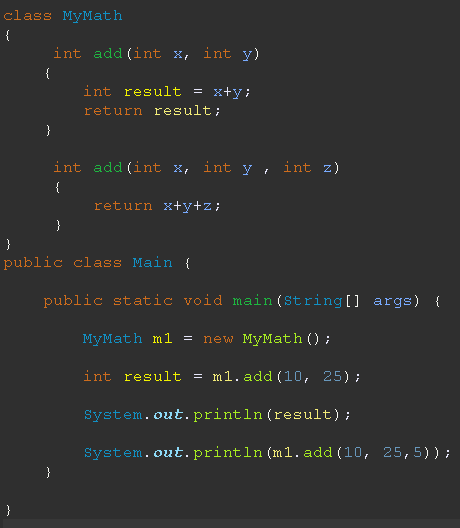 class MyMath
{
int add(int x, int y)
{
int result = x+y;
return result;
}
int add(int x, int y , int z)
{
return x+y+z;
}
}
public class Main {
public static void main(String[] args) {
MyMath m1 = new MyMath();
int result = m1.add(10, 25);
System.out.println(result);
System.out.println(m1.add(10, 25,5));
}
}